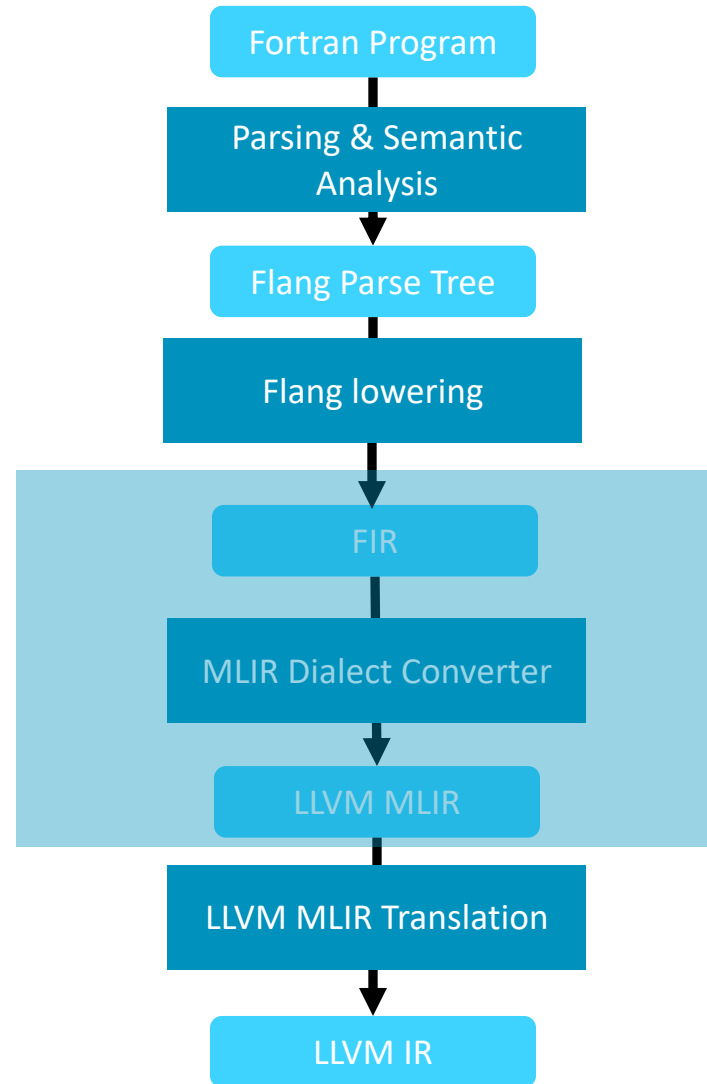 Fortran Program
Parsing & Semantic
Analysis
Flang Parse Tree
Flang lowering
FIR
MLIR Dialect Converter
LLVM MLIR
LLVM MLIR Translation
LLVM IR